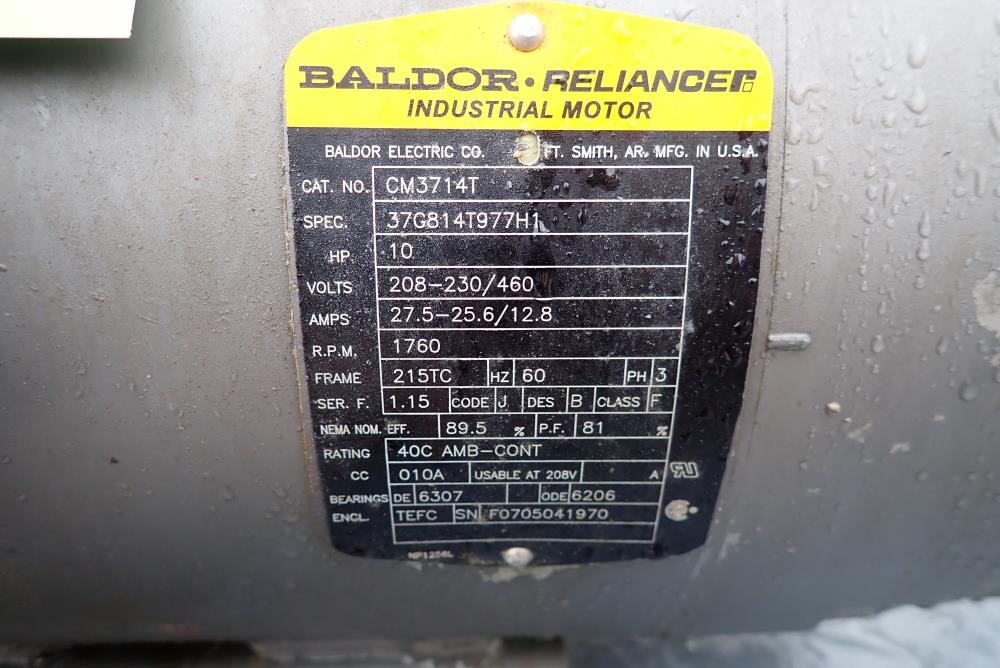 BALDOR • RELIANCER
INDUSTRIAL MOTOR
BALDOR ELECTRIC CO. FT. SMITH, AR. MFG. IN U.S.A.
CAT. NO. CM3714T
SPEC. 37G814T977H1
HP 10
VOLTS 208-230/460
AMPS 27.5-25.6/12.8
R.P.M. 1760
FRAME 215TC HZ 60 PH 3
SER. F. 1.15 CODE J DES B CLASS F
NEMA NOM. EFF. 89.5 % P.F. 81 %
RATING 40C AMB-CONT
CC 010A USABLE AT 208V A
BEARINGS DE 6307 ODE 6206
ENCL. TEFC SN F0705041970
NP1256L